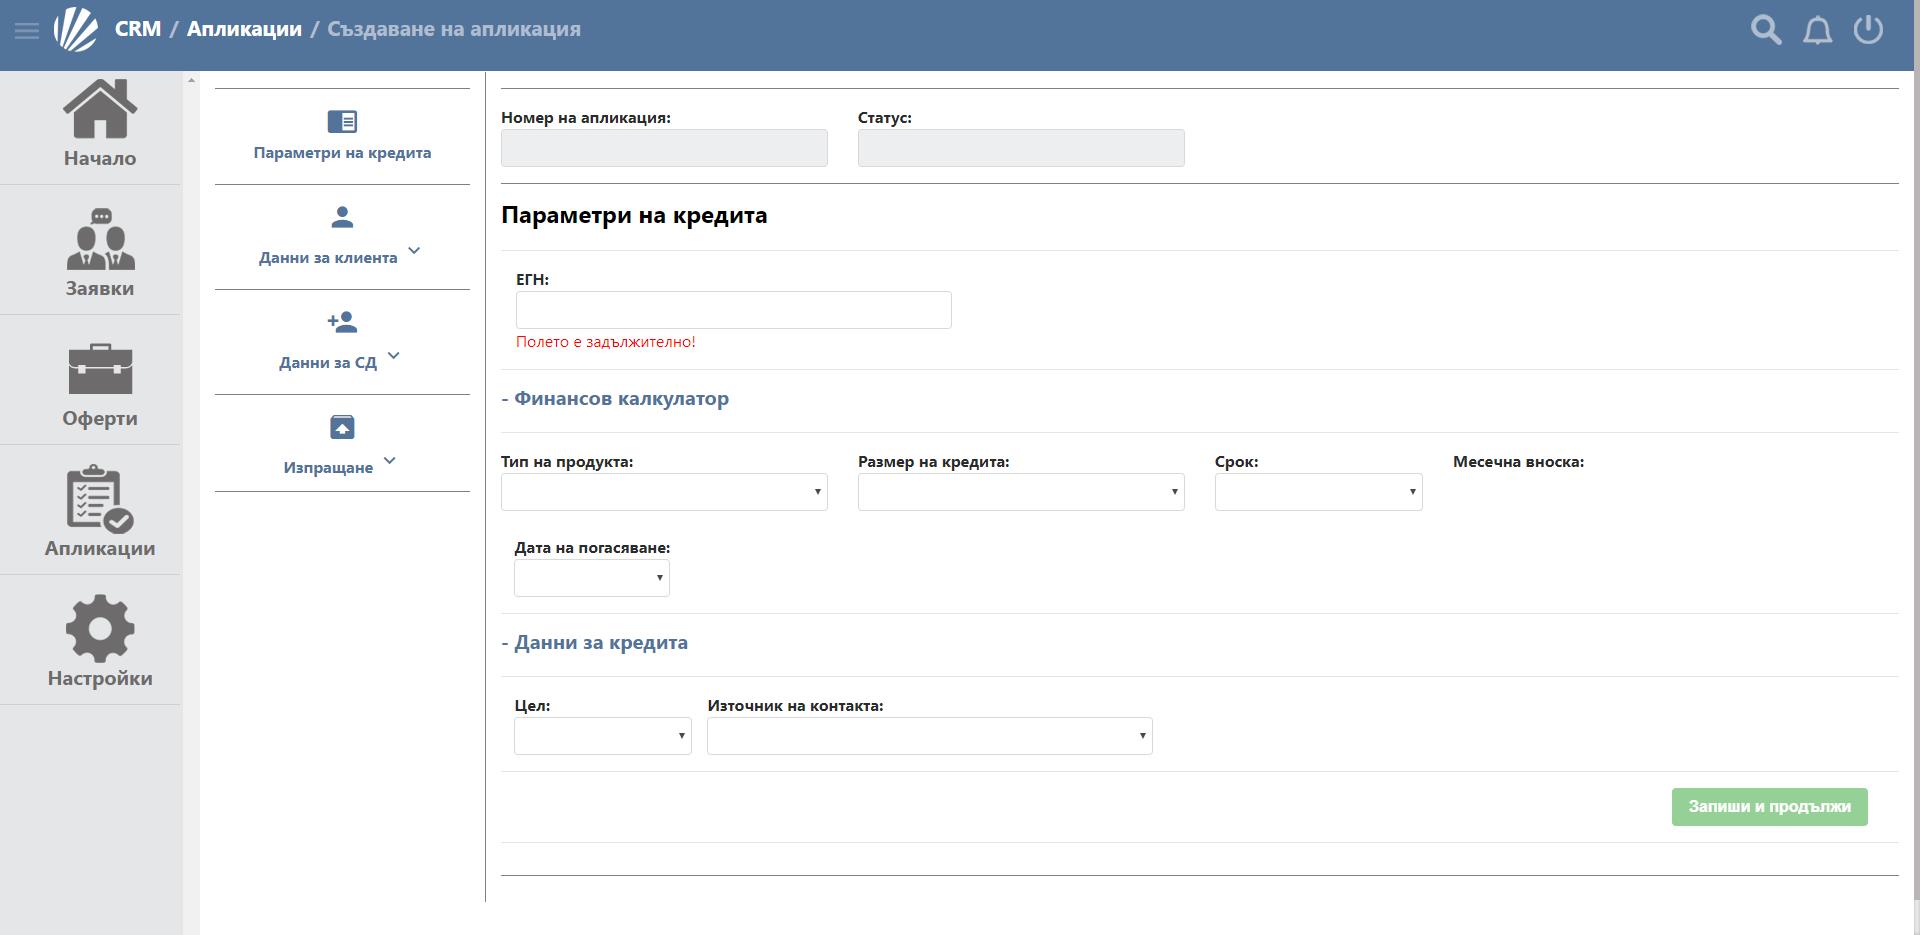 CRM / Апликации / Създаване на апликация
Начало
Заявки
Оферти
Апликации
Настройки
Параметри на кредита
Данни за клиента
Данни за СД
Изпращане
Номер на апликация: Статус:
Параметри на кредита
ЕГН:
Полето е задължително!
- Финансов калкулатор
Тип на продукта: Размер на кредита: Срок: Месечна вноска:
Дата на погасяване:
- Данни за кредита
Цел: Източник на контакта:
Запиши и продължи